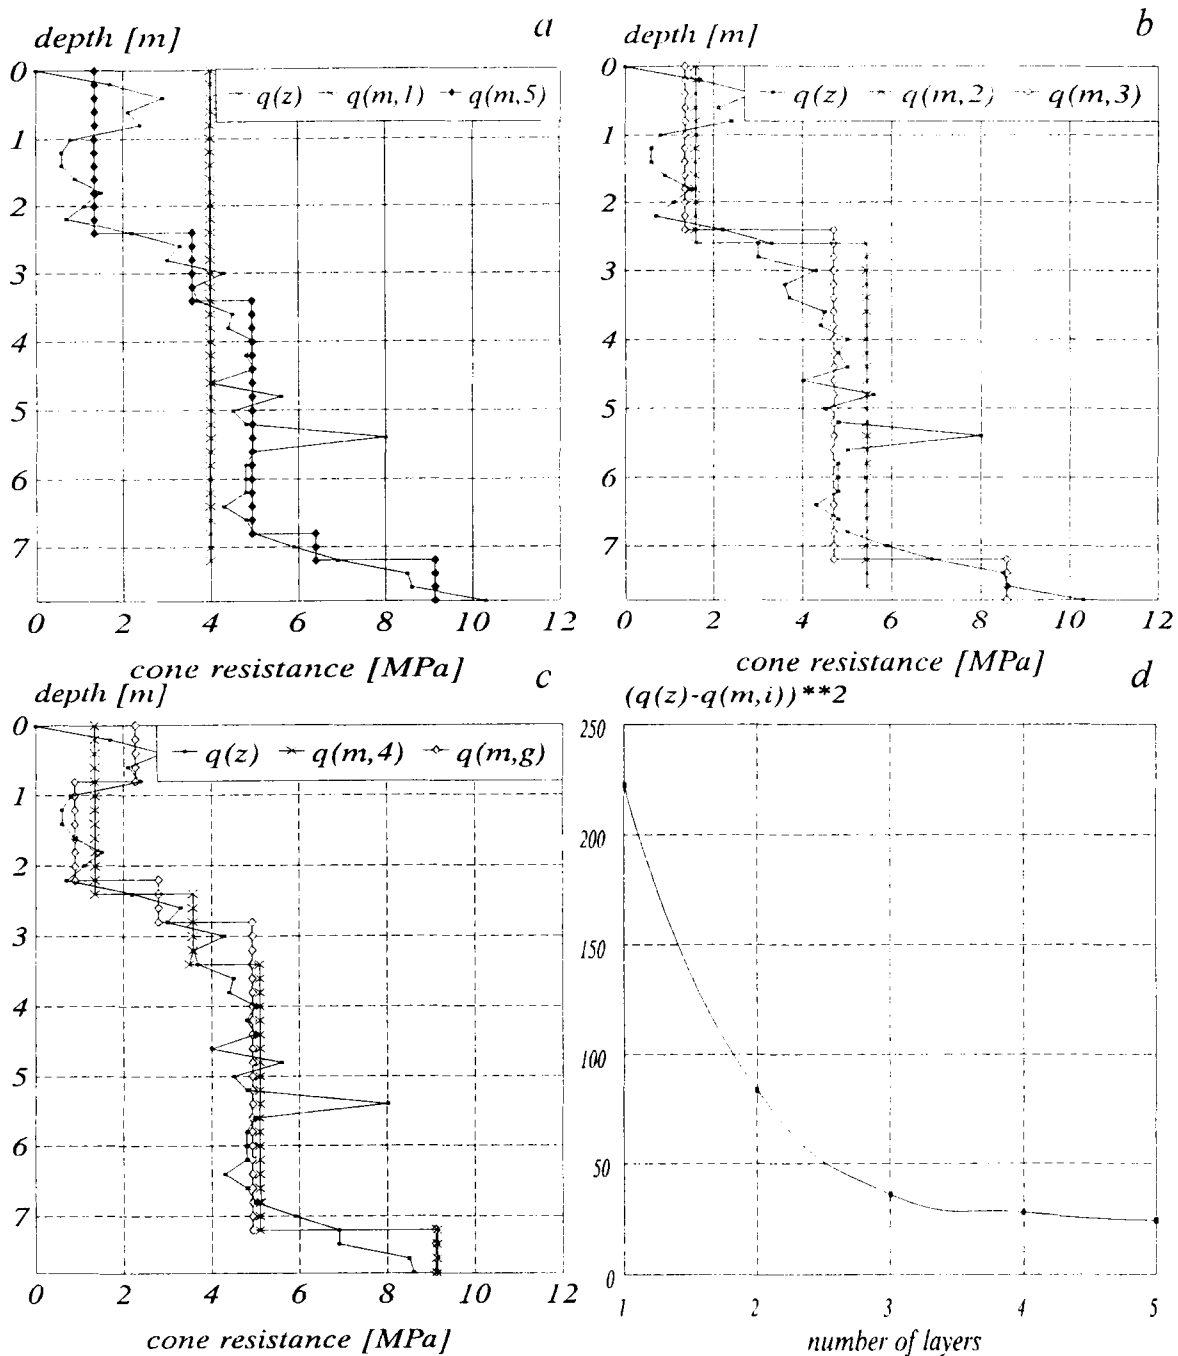 a
depth [m]
0
1
2
3
4
5
6
7
q(z) q(m,1) q(m,5)
0 2 4 6 8 10 12
cone resistance [MPa]
b
depth [m]
0
1
2
3
4
5
6
7
q(z) q(m,2) q(m,3)
0 2 4 6 8 10 12
cone resistance [MPa]
c
depth [m]
0
1
2
3
4
5
6
7
q(z) q(m,4) q(m,g)
0 2 4 6 8 10 12
cone resistance [MPa]
d
(q(z)-q(m,i))**2
250
200
150
100
50
0
1 2 3 4 5
number of layers